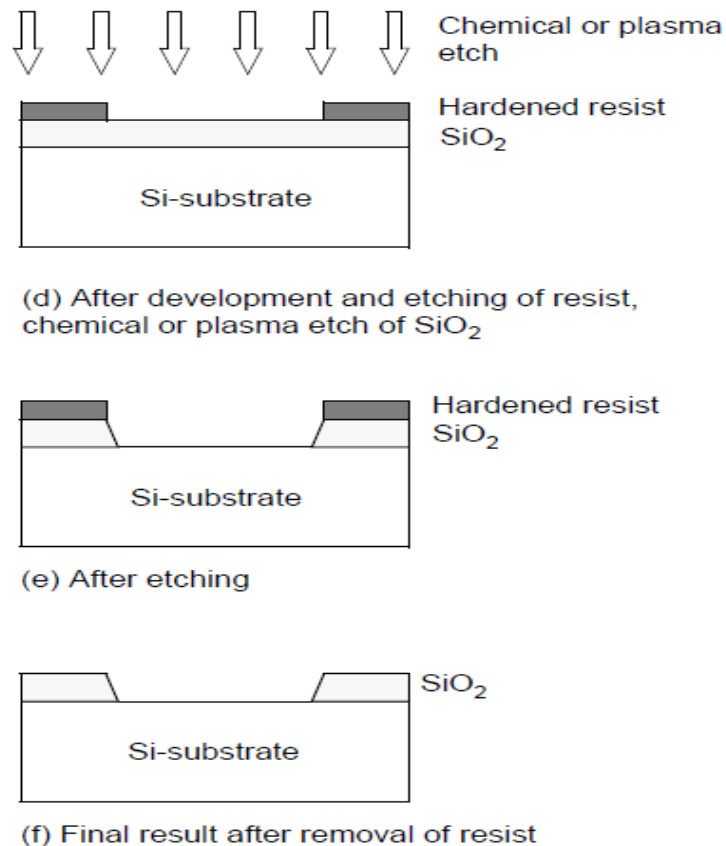 Chemical or plasma
etch
Hardened resist
SiO₂
Si-substrate
(d) After development and etching of resist,
chemical or plasma etch of SiO₂
Hardened resist
SiO₂
Si-substrate
(e) After etching
SiO₂
Si-substrate
(f) Final result after removal of resist